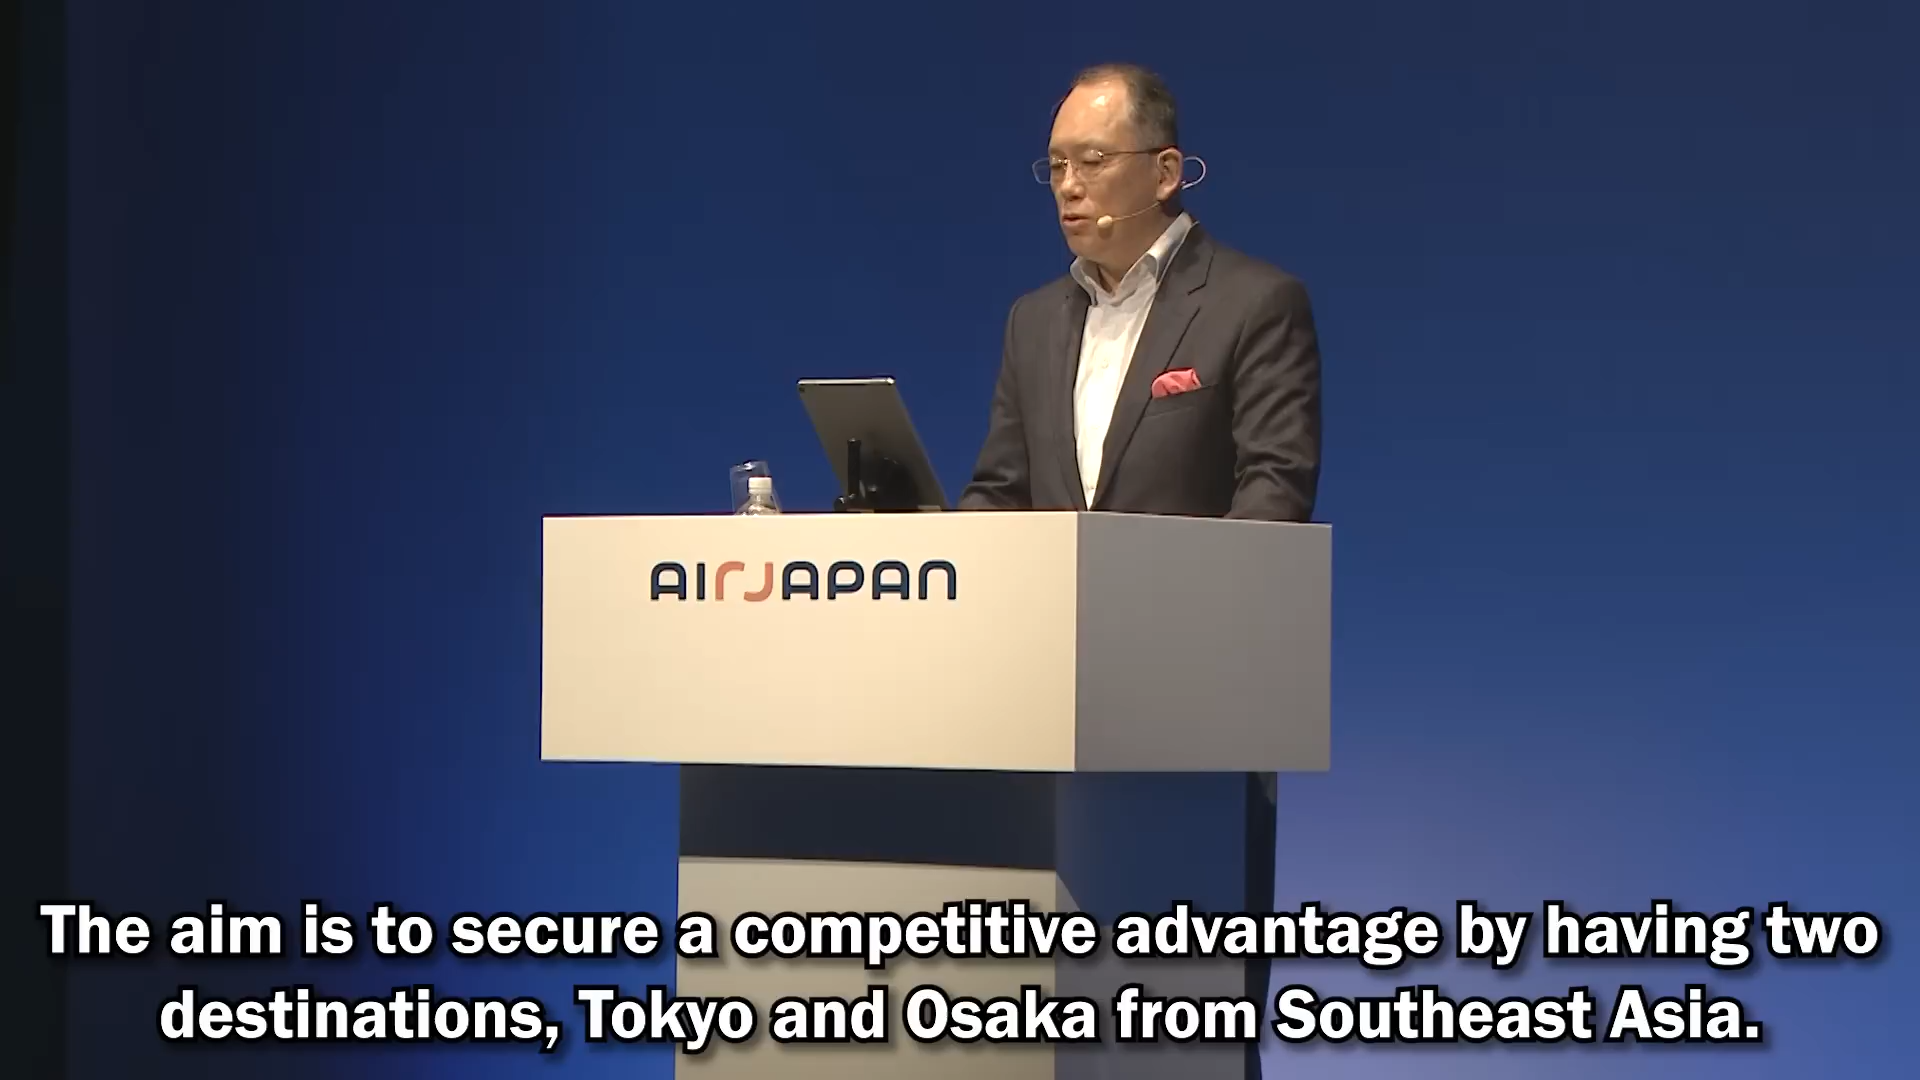 AIRJAPAN
The aim is to secure a competitive advantage by having two
destinations, Tokyo and Osaka from Southeast Asia.